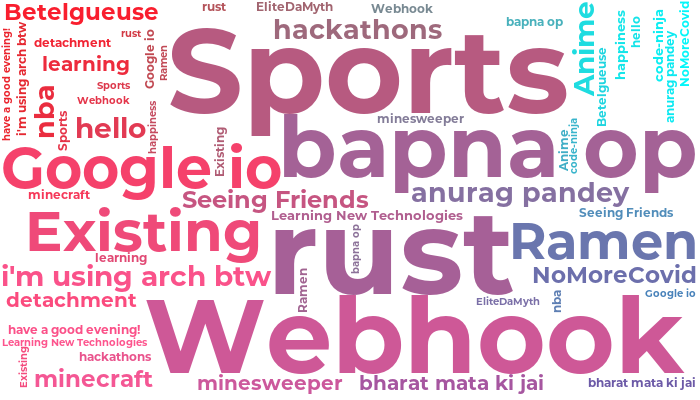 Betelgueuse
rust
EliteDaMyth
Webhook
bapna op
Anime
happiness
hello
code-ninja
NoMoreCovid
have a good evening!
i'm using arch btw
detachment
rust
Google io
Ramen
Sports
hackathons
Betelgueuse
anurag pandey
learning
nba
Sports
Webhook
hello
Sports
happiness
Existing
minesweeper
bapna op
Anime
code-ninja
Google io
minecraft
Seeing Friends
anurag pandey
Existing
Learning New Technologies
Seeing Friends
rust
bapna op
Ramen
learning
i'm using arch btw
NoMoreCovid
detachment
Ramen
EliteDaMyth
nba
Google io
Webhook
have a good evening!
Learning New Technologies
hackathons
Existing
minecraft
minesweeper
bharat mata ki jai
bharat mata ki jai